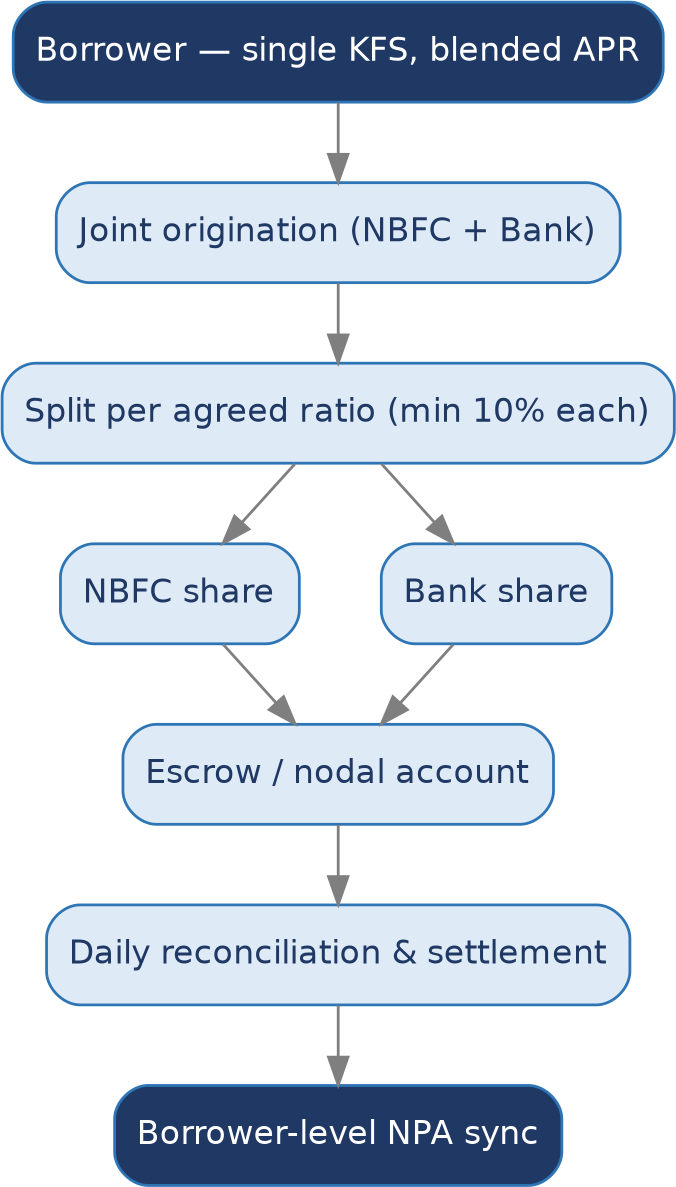 Borrower — single KFS, blended APR
Joint origination (NBFC + Bank)
Split per agreed ratio (min 10% each)
NBFC share
Bank share
Escrow / nodal account
Daily reconciliation & settlement
Borrower-level NPA sync